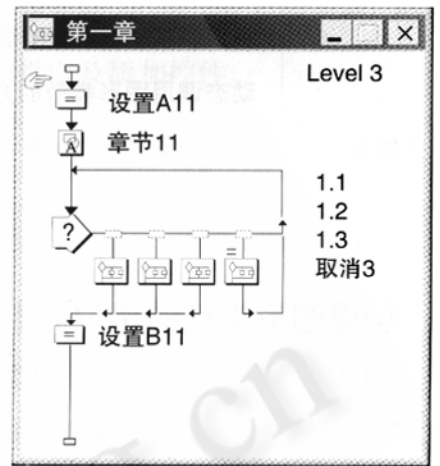 第一章
Level 3
=
设置A11
A
章节11
1.1
1.2
1.3
取消3
?
=
=
设置B11
cn